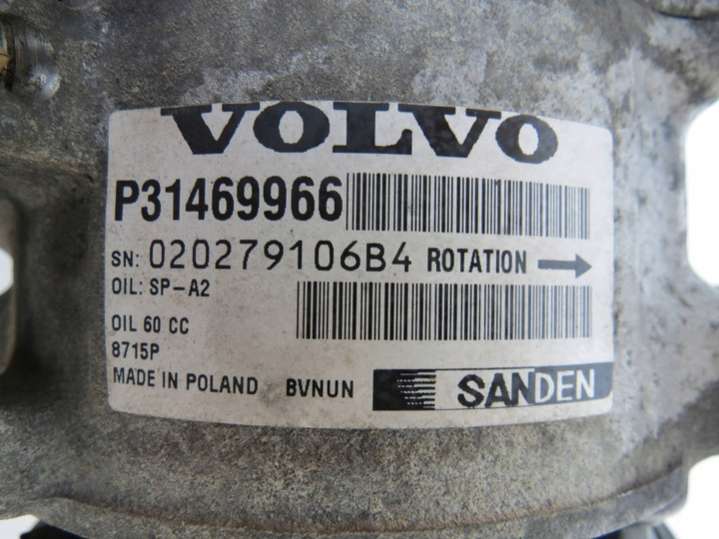 VOLVO
P31469966
SN: 020279106B4 ROTATION →
OIL: SP-A2
OIL 60 CC
8715P
MADE IN POLAND BVNUN SANDEN